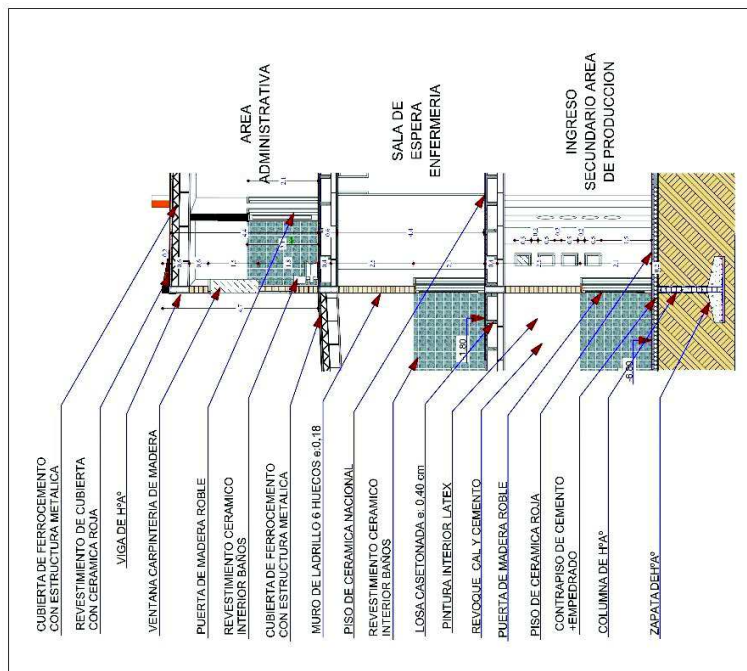 CUBIERTA DE FERROCEMENTO
CON ESTRUCTURA METALICA
REVESTIMIENTO DE CUBIERTA
CON CERAMICA ROJA
VIGA DE HºAº
VENTANA CARPINTERIA DE MADERA
PUERTA DE MADERA ROBLE
REVESTIMIENTO CERAMICO
INTERIOR BAÑOS
CUBIERTA DE FERROCEMENTO
CON ESTRUCTURA METALICA
MURO DE LADRILLO 6 HUECOS e:0,18
PISO DE CERAMICA NACIONAL
REVESTIMIENTO CERAMICO
INTERIOR BAÑOS
LOSA CASETONADA e: 0,40 cm
PINTURA INTERIOR LATEX
REVOQUE CAL Y CEMENTO
PUERTA DE MADERA ROBLE
PISO DE CERAMICA ROJA
CONTRAPISO DE CEMENTO
+EMPEDRADO
COLUMNA DE HºAº
ZAPATA DEHºAº
-1.80
AREA
ADMINISTRATIVA
SALA DE
ESPERA
ENFERMERIA
INGRESO
SECUNDARIO AREA
DE PRODUCCION